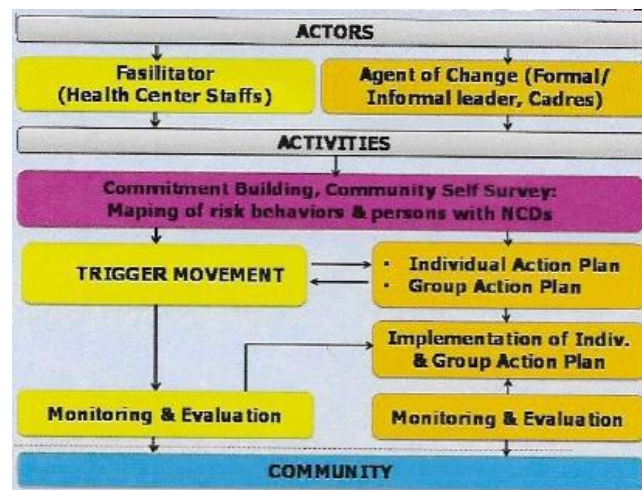 ACTORS
Fasilitator
(Health Center Staffs)
Agent of Change (Formal/
Informal leader, Cadres)
ACTIVITIES
Commitment Building, Community Self Survey:
Maping of risk behaviors & persons with NCDs
TRIGGER MOVEMENT
• Individual Action Plan
• Group Action Plan
Implementation of Indiv.
& Group Action Plan
Monitoring & Evaluation
Monitoring & Evaluation
COMMUNITY